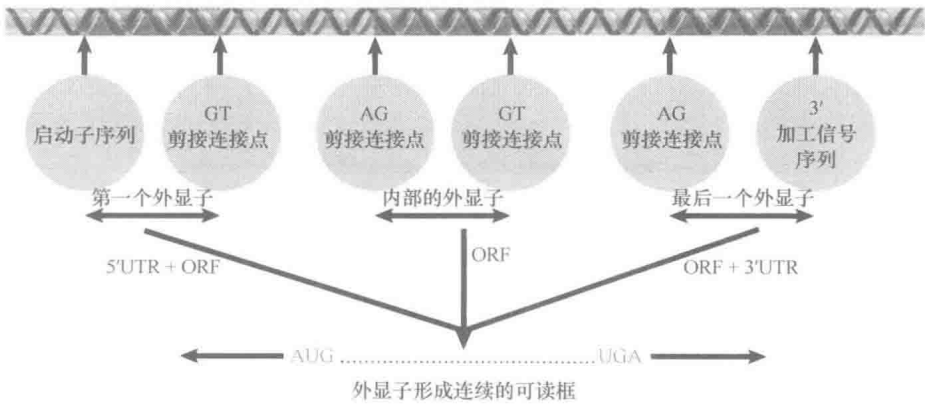 启动子序列
GT
剪接连接点
AG
剪接连接点
GT
剪接连接点
AG
剪接连接点
3′
加工信号
序列
第一个外显子
内部的外显子
最后一个外显子
5′UTR + ORF
ORF
ORF + 3′UTR
AUG ........................................ UGA
外显子形成连续的可读框